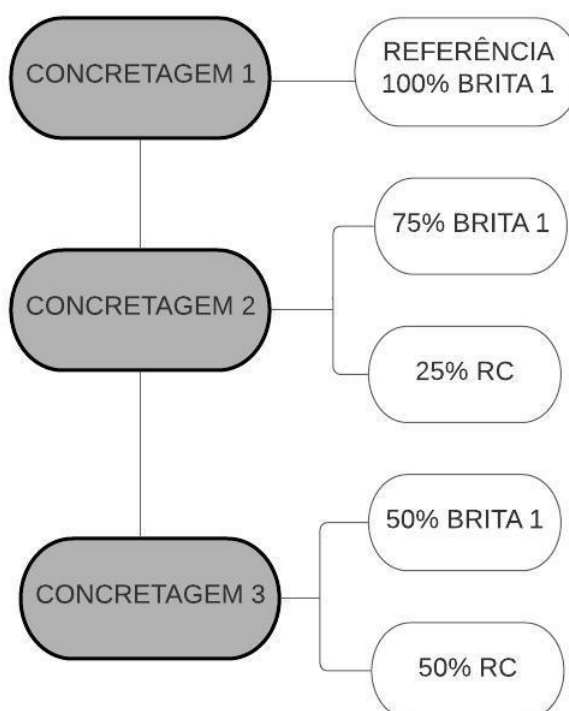 CONCRETAGEM 1
REFERÊNCIA
100% BRITA 1
CONCRETAGEM 2
75% BRITA 1
25% RC
CONCRETAGEM 3
50% BRITA 1
50% RC